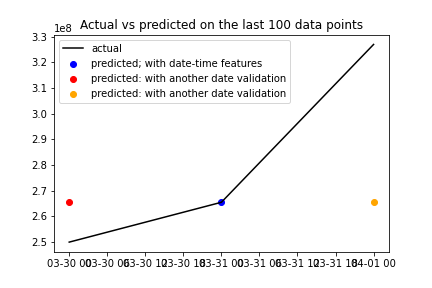 Actual vs predicted on the last 100 data points
1e8
actual
predicted; with date-time features
predicted: with another date validation
predicted: with another date validation
3.3
3.2
3.1
3.0
2.9
2.8
2.7
2.6
2.5
03-30 00 03-30 06 03-30 12 03-30 18 03-31 00 03-31 06 03-31 12 03-31 18 04-01 00